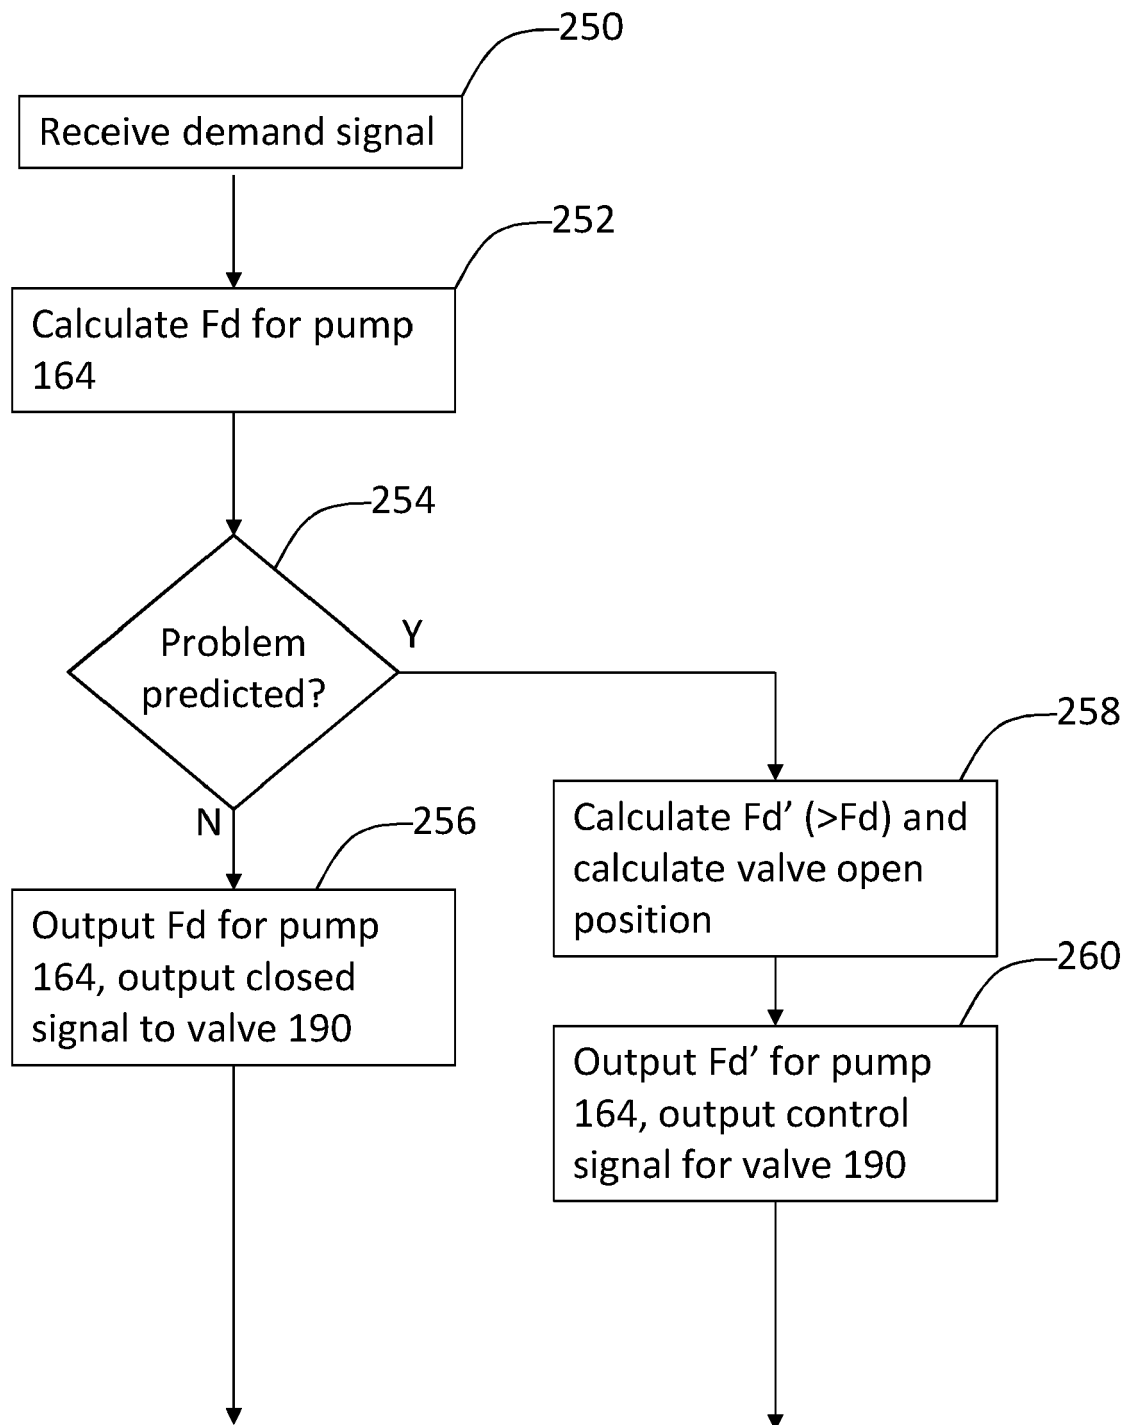 250
Receive demand signal
252
Calculate Fd for pump
164
254
Problem
predicted?
Y
N
258
Calculate Fd’ (>Fd) and
calculate valve open
position
256
Output Fd for pump
164, output closed
signal to valve 190
260
Output Fd’ for pump
164, output control
signal for valve 190